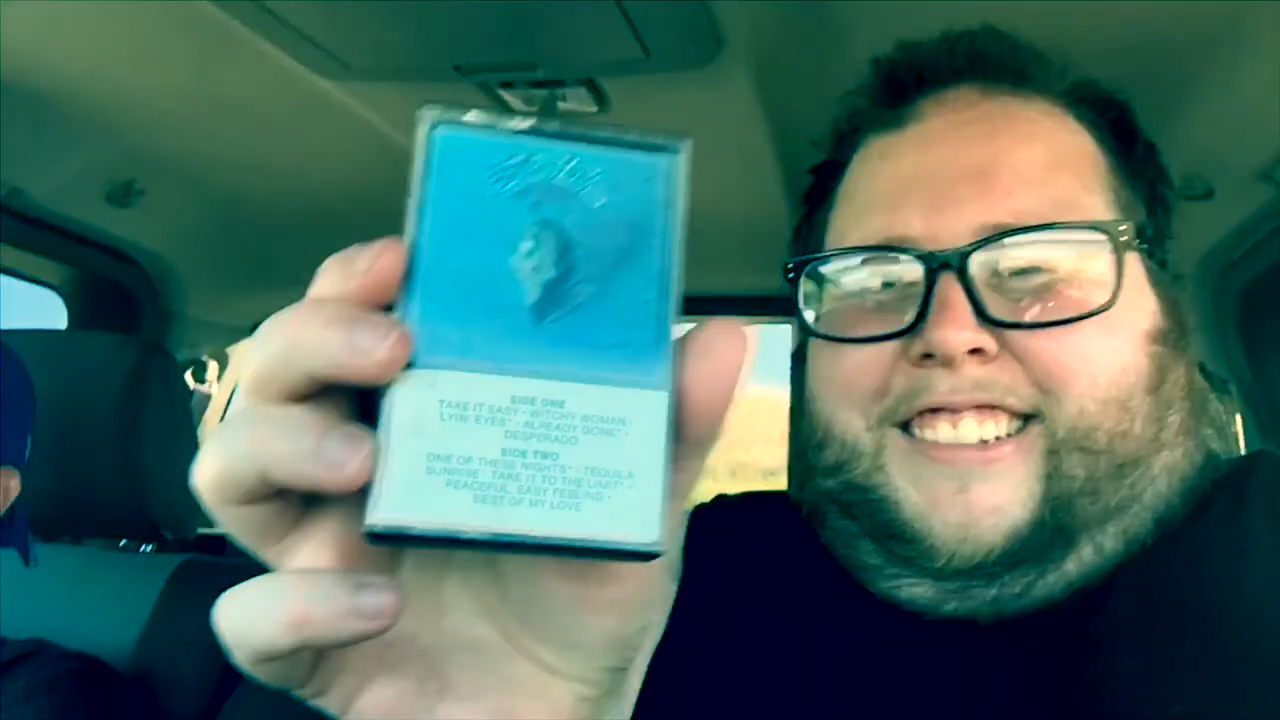 SIDE ONE
TAKE IT EASY • WITCHY WOMAN •
LYIN' EYES* • ALREADY GONE* •
DESPERADO
SIDE TWO
ONE OF THESE NIGHTS* • TEQUILA
SUNRISE • TAKE IT TO THE LIMIT* •
PEACEFUL, EASY FEELING •
BEST OF MY LOVE